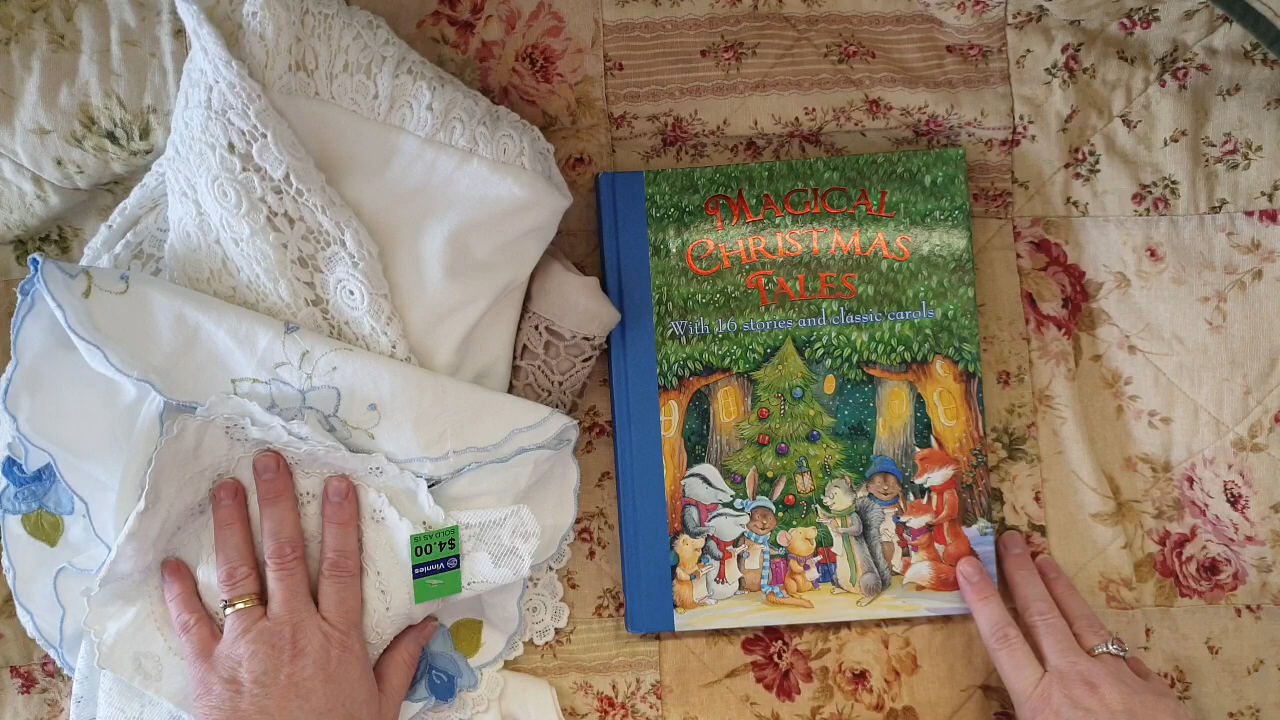 MAGICAL
CHRISTMAS
TALES
With 16 stories and classic carols
Vinnies
$4.00
SOLD AS IS